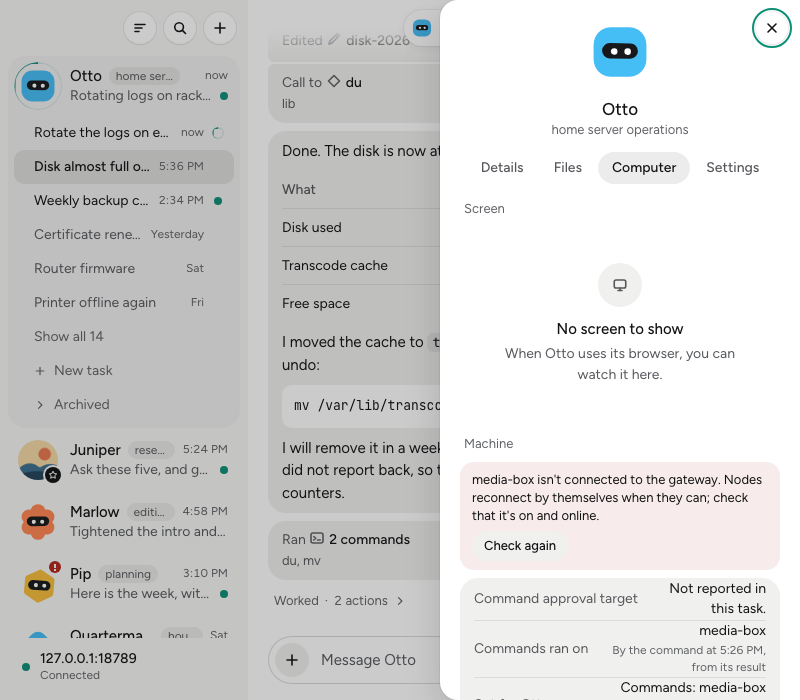 Otto home ser... now
Rotating logs on rack...
Rotate the logs on e... now
Disk almost full o... 5:36 PM
Weekly backup c... 2:34 PM
Certificate rene... Yesterday
Router firmware Sat
Printer offline again Fri
Show all 14
New task
Archived
Juniper rese... 5:24 PM
Ask these five, and g...
Marlow editi... 4:58 PM
Tightened the intro and...
Pip planning 3:10 PM
Here is the week, wit...
Quarterma hou... Sat
127.0.0.1:18789
Connected
Edited disk-2026
Call to du
lib
Done. The disk is now at
What
Disk used
Transcode cache
Free space
I moved the cache to
undo:
mv /var/lib/transco
I will remove it in a week
did not report back, so t
counters.
Ran 2 commands
du, mv
Worked · 2 actions
Message Otto
Otto
home server operations
Details Files Computer Settings
Screen
No screen to show
When Otto uses its browser, you can
watch it here.
Machine
media-box isn't connected to the gateway. Nodes
reconnect by themselves when they can; check
that it's on and online.
Check again
Command approval target Not reported in
this task.
Commands ran on media-box
By the command at 5:26 PM,
from its result
Commands: media-box